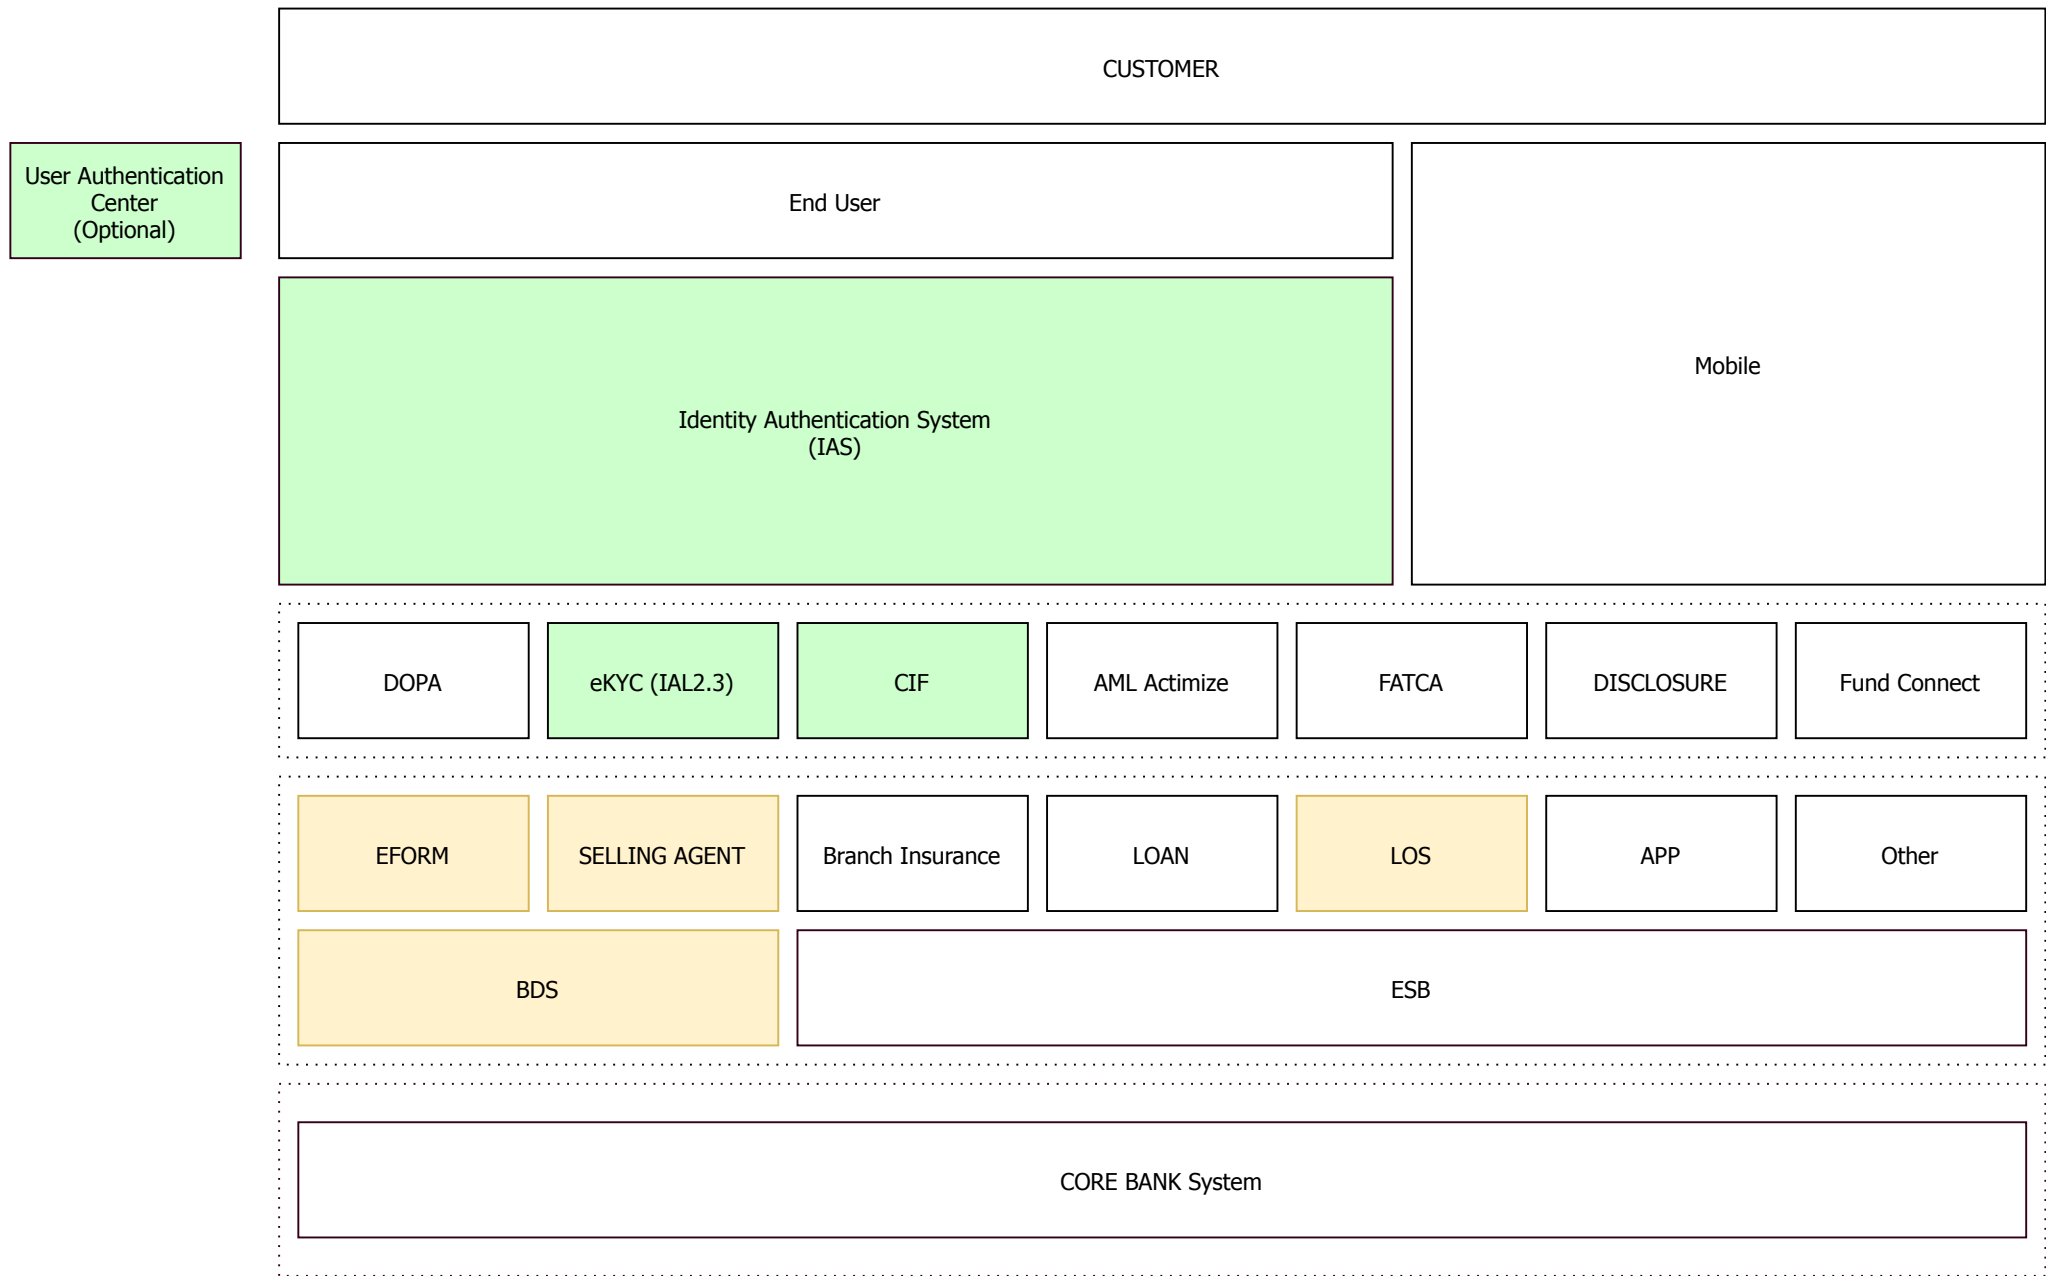 CUSTOMER
User Authentication
Center
(Optional)
End User
Mobile
Identity Authentication System
(IAS)
DOPA
eKYC (IAL2.3)
CIF
AML Actimize
FATCA
DISCLOSURE
Fund Connect
EFORM
SELLING AGENT
Branch Insurance
LOAN
LOS
APP
Other
BDS
ESB
CORE BANK System